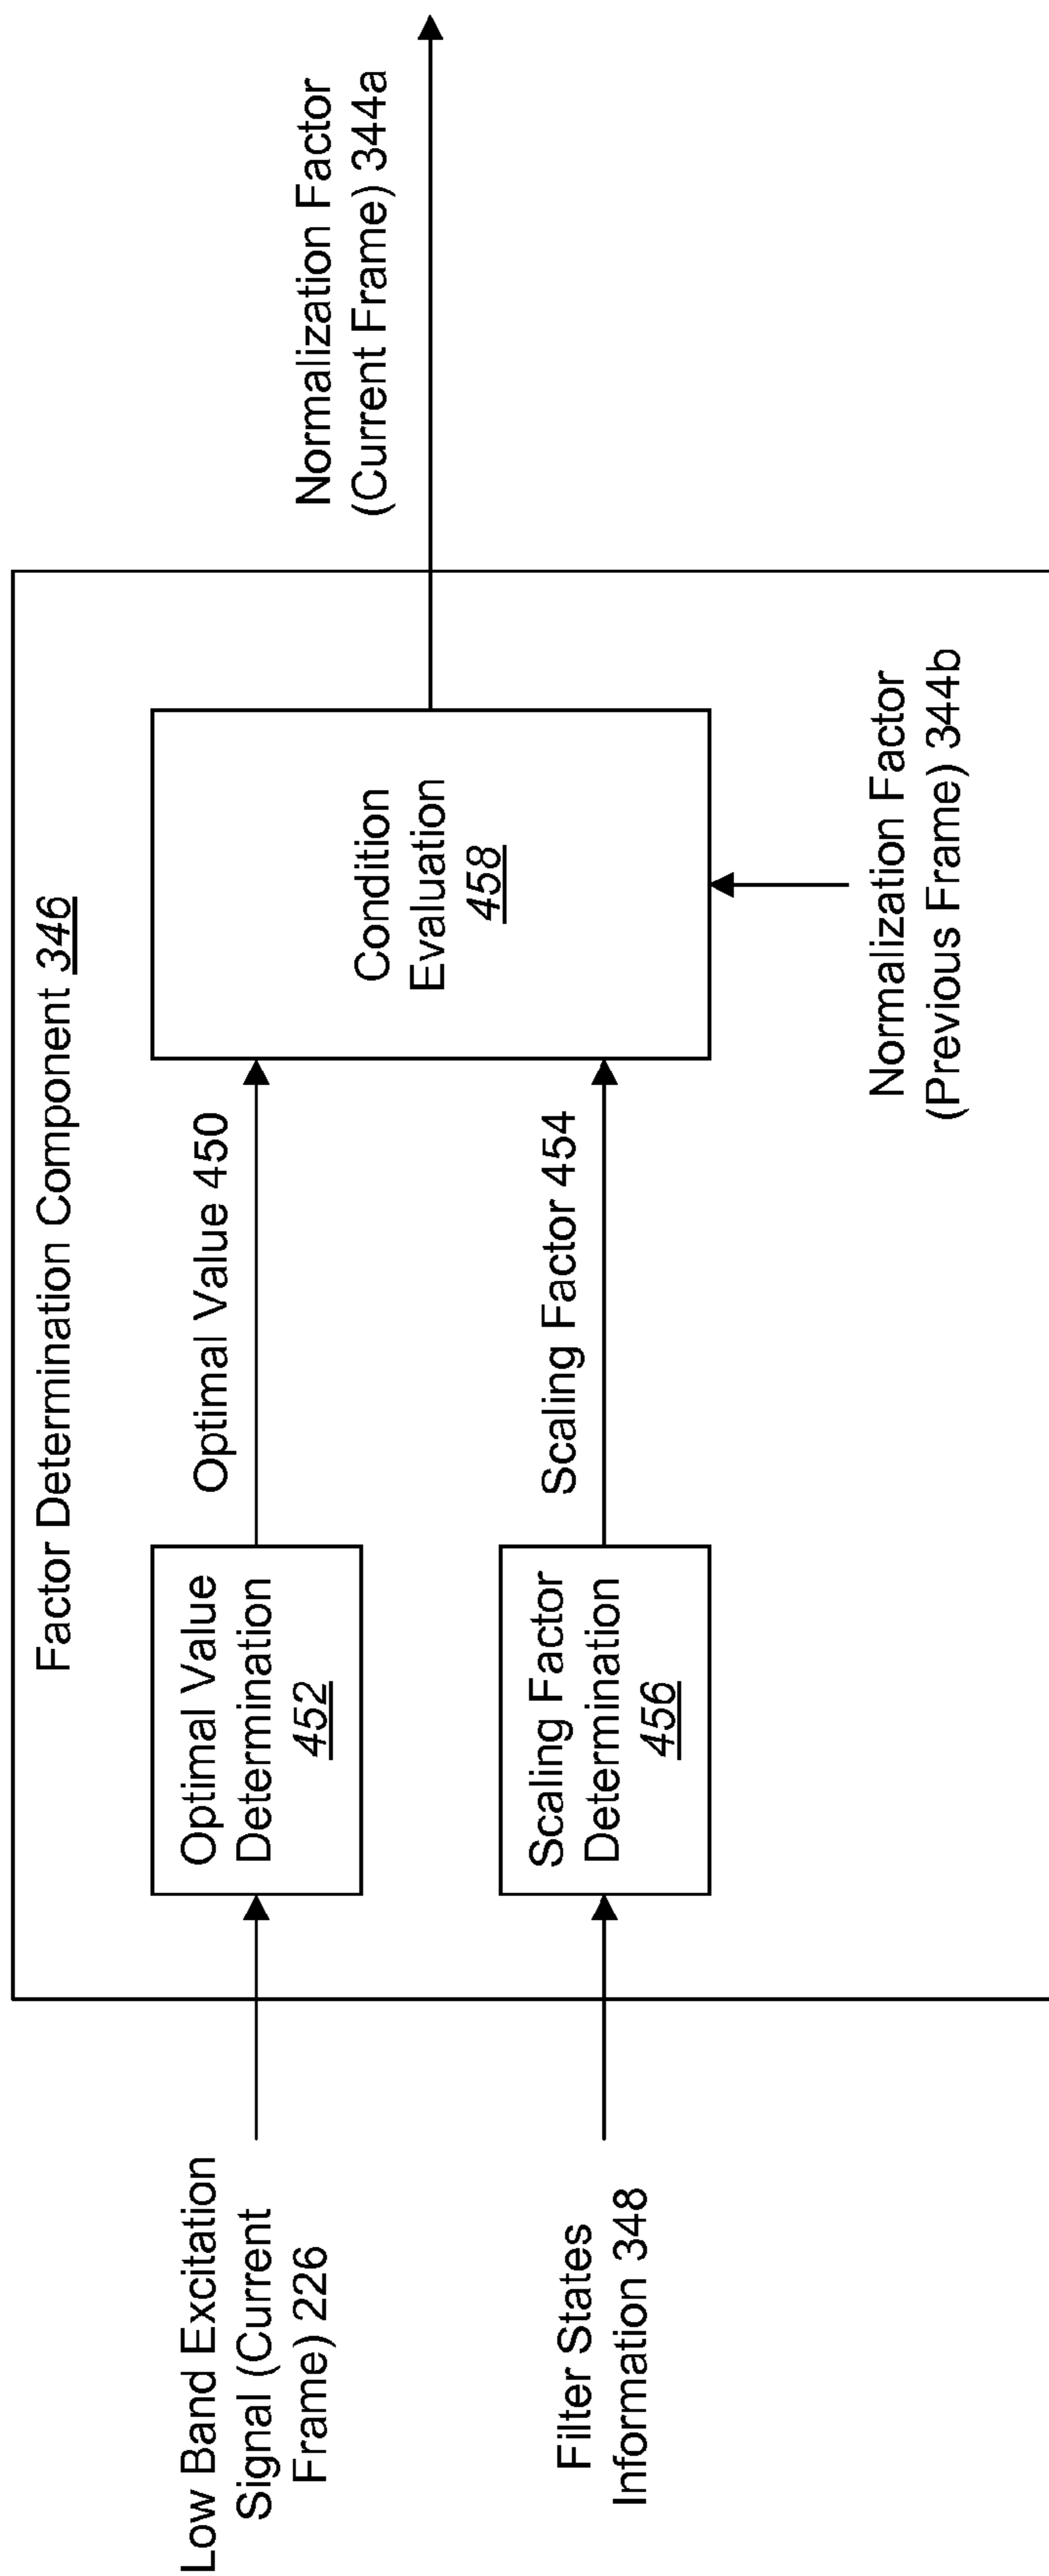 Factor Determination Component 346
Low Band Excitation
Signal (Current
Frame) 226
Optimal Value
Determination
452
Optimal Value 450
Filter States
Information 348
Scaling Factor
Determination
456
Scaling Factor 454
Condition
Evaluation
458
Normalization Factor
(Previous Frame) 344b
Normalization Factor
(Current Frame) 344a